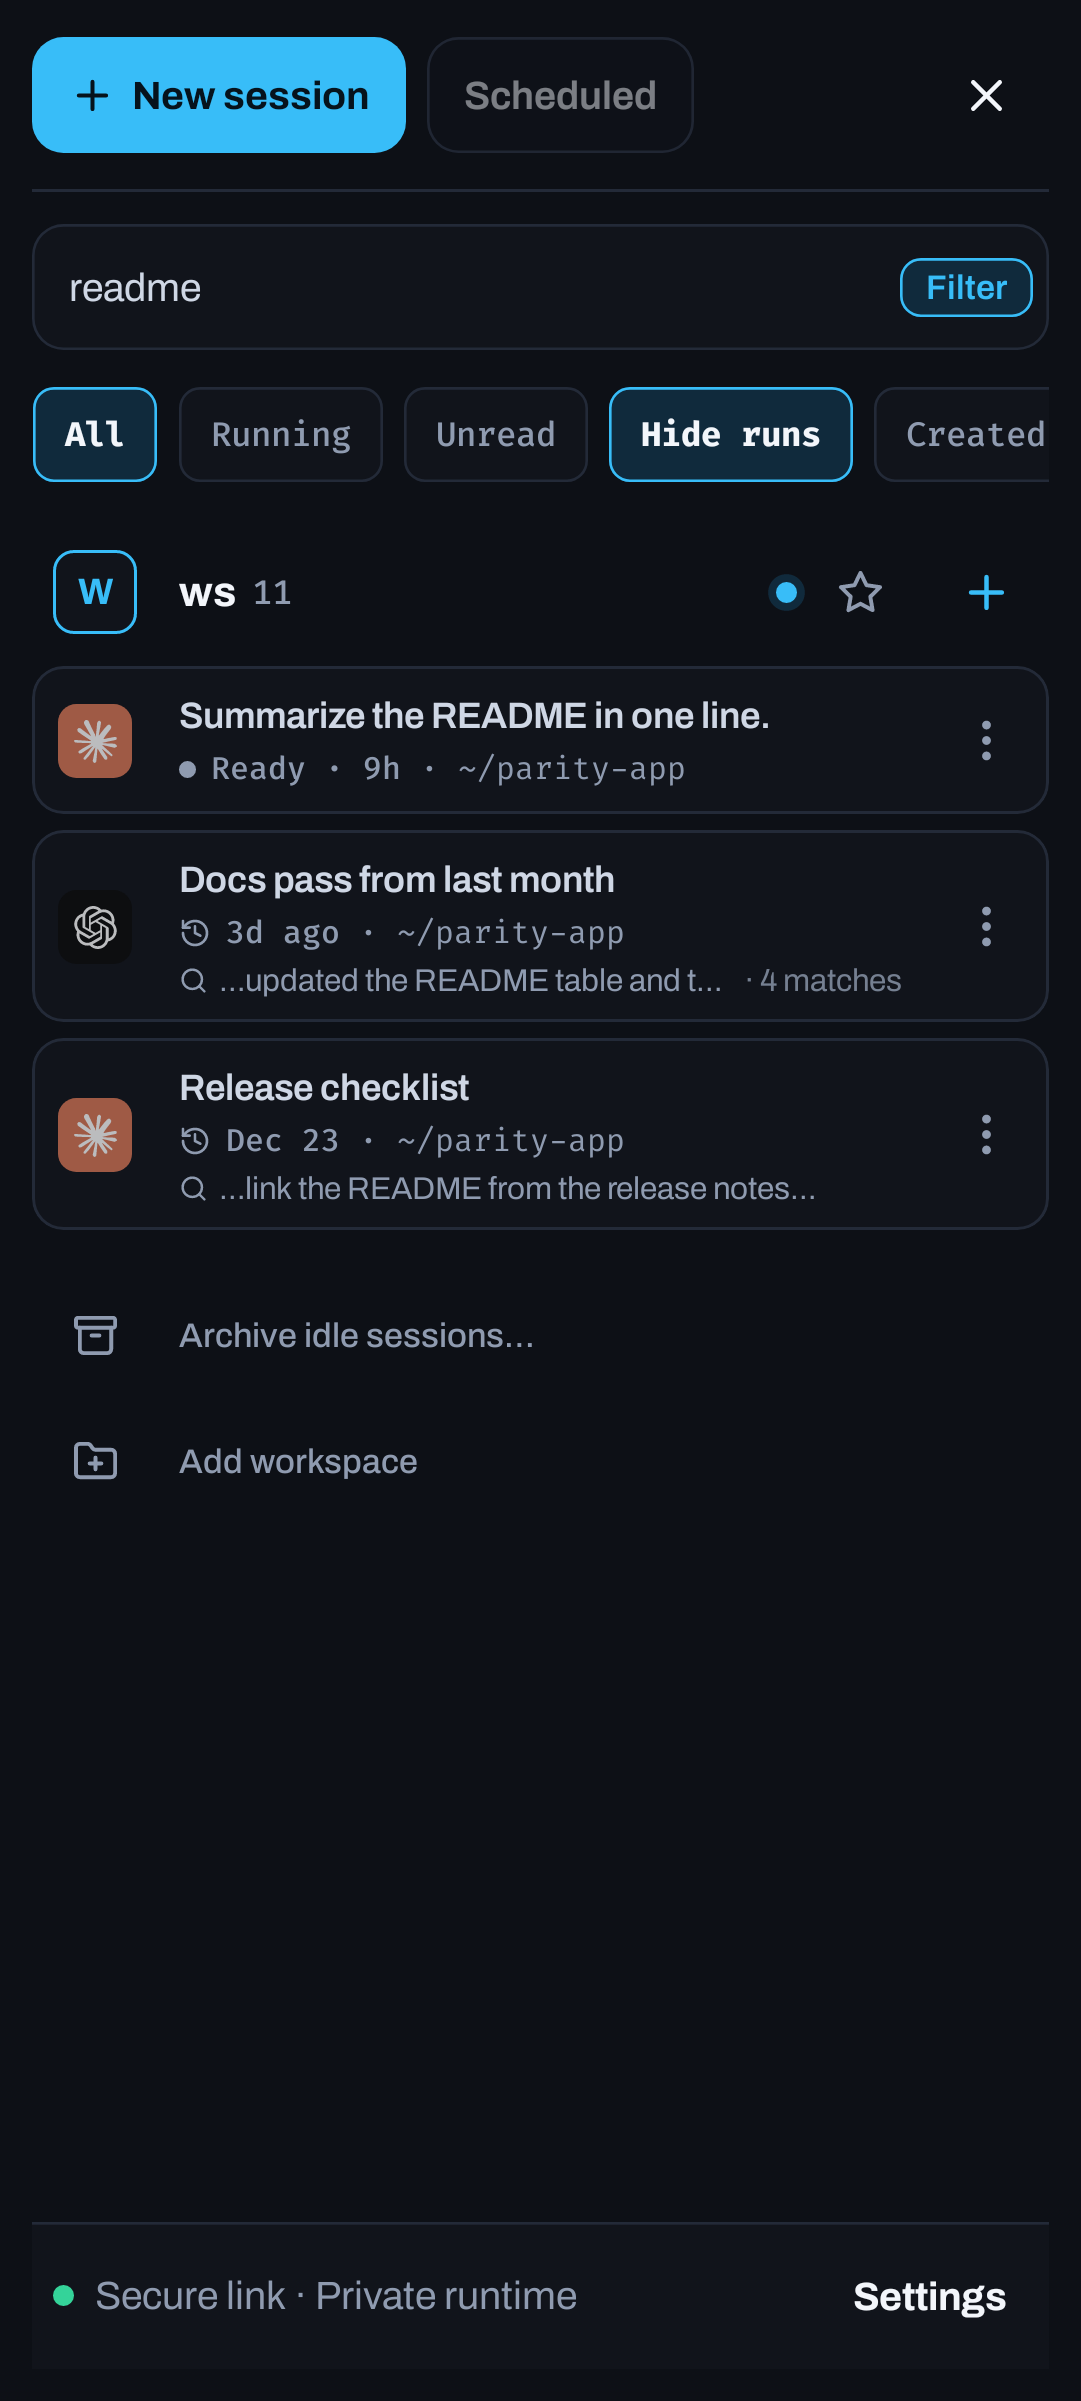 New session
Scheduled
readme
Filter
All
Running
Unread
Hide runs
Created
W
ws 11
Summarize the README in one line.
Ready · 9h · ~/parity-app
Docs pass from last month
3d ago · ~/parity-app
...updated the README table and t... · 4 matches
Release checklist
Dec 23 · ~/parity-app
...link the README from the release notes...
Archive idle sessions...
Add workspace
Secure link · Private runtime
Settings